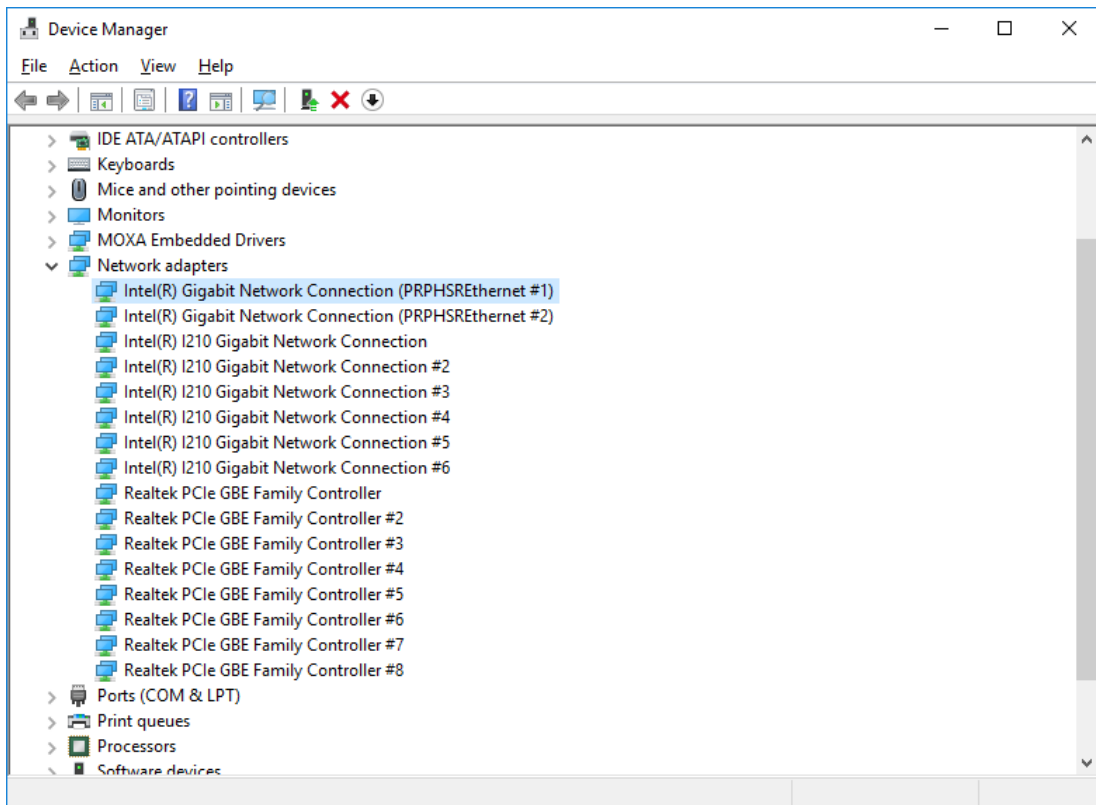 Device Manager
File Action View Help
IDE ATA/ATAPI controllers
Keyboards
Mice and other pointing devices
Monitors
MOXA Embedded Drivers
Network adapters
Intel(R) Gigabit Network Connection (PRPHSREthernet #1)
Intel(R) Gigabit Network Connection (PRPHSREthernet #2)
Intel(R) I210 Gigabit Network Connection
Intel(R) I210 Gigabit Network Connection #2
Intel(R) I210 Gigabit Network Connection #3
Intel(R) I210 Gigabit Network Connection #4
Intel(R) I210 Gigabit Network Connection #5
Intel(R) I210 Gigabit Network Connection #6
Realtek PCIe GBE Family Controller
Realtek PCIe GBE Family Controller #2
Realtek PCIe GBE Family Controller #3
Realtek PCIe GBE Family Controller #4
Realtek PCIe GBE Family Controller #5
Realtek PCIe GBE Family Controller #6
Realtek PCIe GBE Family Controller #7
Realtek PCIe GBE Family Controller #8
Ports (COM & LPT)
Print queues
Processors
Software devices